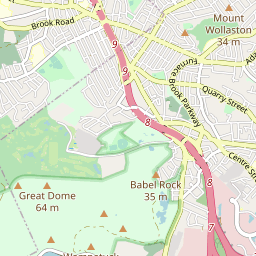 Mount
Wollaston
34 m
Brook Road
9
Furnace
Brook Parkway
Quarry Street
9
8
Centre Str
Babel Rock
35 m
8
Great Dome
64 m
7